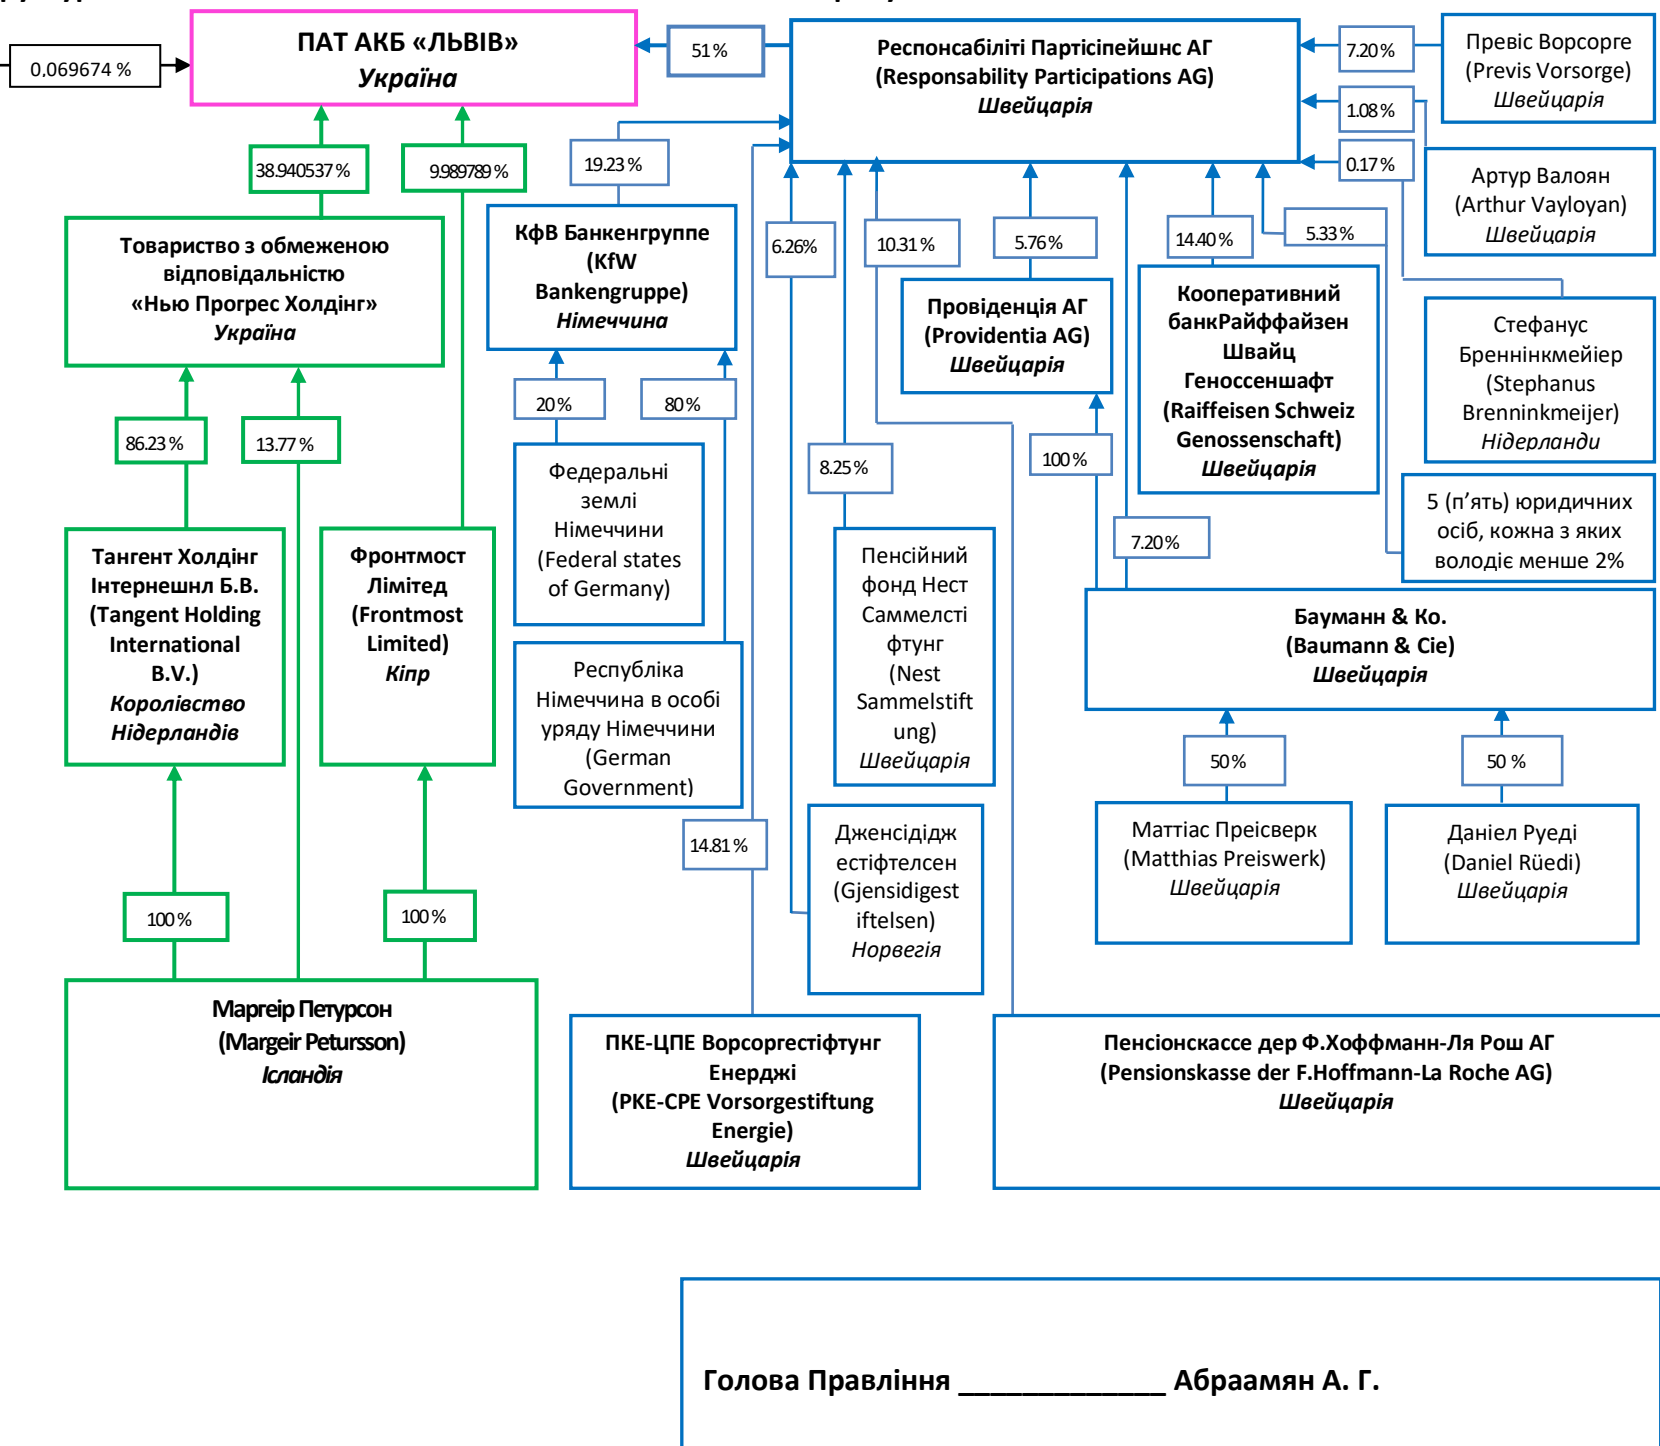 0,069674 %
ПАТ АКБ «ЛЬВІВ»
Україна
51 %
Респонсабіліті Партісіпейшнс АГ
(Responsability Participations AG)
Швейцарія
7.20 %
Превіс Ворсорге
(Previs Vorsorge)
Швейцарія
1.08 %
0.17 %
Артур Валоян
(Arthur Vayloyan)
Швейцарія
38.940537 %
9.989789 %
19.23 %
Товариство з обмеженою
відповідальністю
«Нью Прогрес Холдінг»
Україна
КфВ Банкенгруппе
(KfW
Bankengruppe)
Німеччина
6.26%
10.31 %
5.76 %
14.40 %
5.33 %
Провіденція АГ
(Providentia AG)
Швейцарія
Кооперативний
банкРайффайзен
Швайц
Геноссеншафт
(Raiffeisen Schweiz
Genossenschaft)
Швейцарія
Стефанус
Бреннінкмейіер
(Stephanus
Brenninkmeijer)
Нідерланди
86.23 %
13.77 %
20 %
80 %
8.25 %
100 %
7.20 %
Федеральні
землі
Німеччини
(Federal states
of Germany)
5 (п’ять) юридичних
осіб, кожна з яких
володіє менше 2%
Тангент Холдінг
Інтернешнл Б.В.
(Tangent Holding
International
B.V.)
Королівство
Нідерландів
Фронтмост
Лімітед
(Frontmost
Limited)
Кіпр
Пенсійний
фонд Нест
Саммелсті
фтунг
(Nest
Sammelstift
ung)
Швейцарія
Бауманн & Ко.
(Baumann & Cie)
Швейцарія
Республіка
Німеччина в особі
уряду Німеччини
(German
Government)
50 %
50 %
14.81 %
Дженсідідж
естіфтелсен
(Gjensidigest
iftelsen)
Норвегія
Маттіас Преісверк
(Matthias Preiswerk)
Швейцарія
Даніел Руеді
(Daniel Rüedi)
Швейцарія
100 %
100 %
Маргеір Петурсон
(Margeir Petursson)
Ісландія
ПКЕ-ЦПЕ Ворсоргестіфтунг
Енерджі
(PKE-CPE Vorsorgestiftung
Energie)
Швейцарія
Пенсіонскассе дер Ф.Хоффманн-Ля Рош АГ
(Pensionskasse der F.Hoffmann-La Roche AG)
Швейцарія
Голова Правління _____________ Абраамян А. Г.